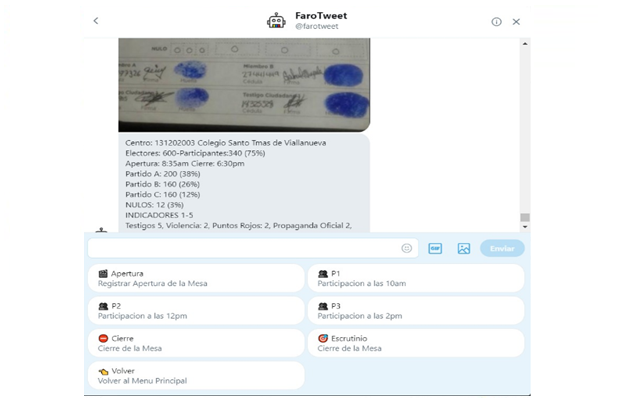 FaroTweet
@farotweet
NULO
Miembro B
Cédula
Firma
Testigo Ciudadano
Cédula
Centro: 131202003 Colegio Santo Tmas de Viallanueva
Electores: 600-Participantes:340 (75%)
Apertura: 8:35am Cierre: 6:30pm
Partido A: 200 (38%)
Partido B: 160 (26%)
Partido C: 160 (12%)
NULOS: 12 (3%)
INDICADORES 1-5
Testigos 5, Violencia: 2, Puntos Rojos: 2, Propaganda Oficial 2,
GIF
Enviar
Apertura
Registrar Apertura de la Mesa
P1
Participacion a las 10am
P2
Participacion a las 12pm
P3
Participacion a las 2pm
Cierre
Cierre de la Mesa
Escrutinio
Cierre de la Mesa
Volver
Volver al Menu Principal